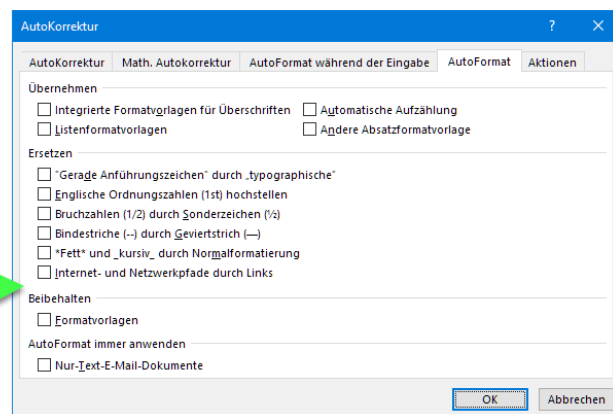 AutoKorrektur ? ×
AutoKorrektur Math. Autokorrektur AutoFormat während der Eingabe AutoFormat Aktionen
Übernehmen
Integrierte Formatvorlagen für Überschriften Automatische Aufzählung
Listenformatvorlagen Andere Absatzformatvorlage
Ersetzen
"Gerade Anführungszeichen" durch „typographische“
Englische Ordnungszahlen (1st) hochstellen
Bruchzahlen (1/2) durch Sonderzeichen (½)
Bindestriche (--) durch Geviertstrich (—)
*Fett* und _kursiv_ durch Normalformatierung
Internet- und Netzwerkpfade durch Links
Beibehalten
Formatvorlagen
AutoFormat immer anwenden
Nur-Text-E-Mail-Dokumente
OK Abbrechen